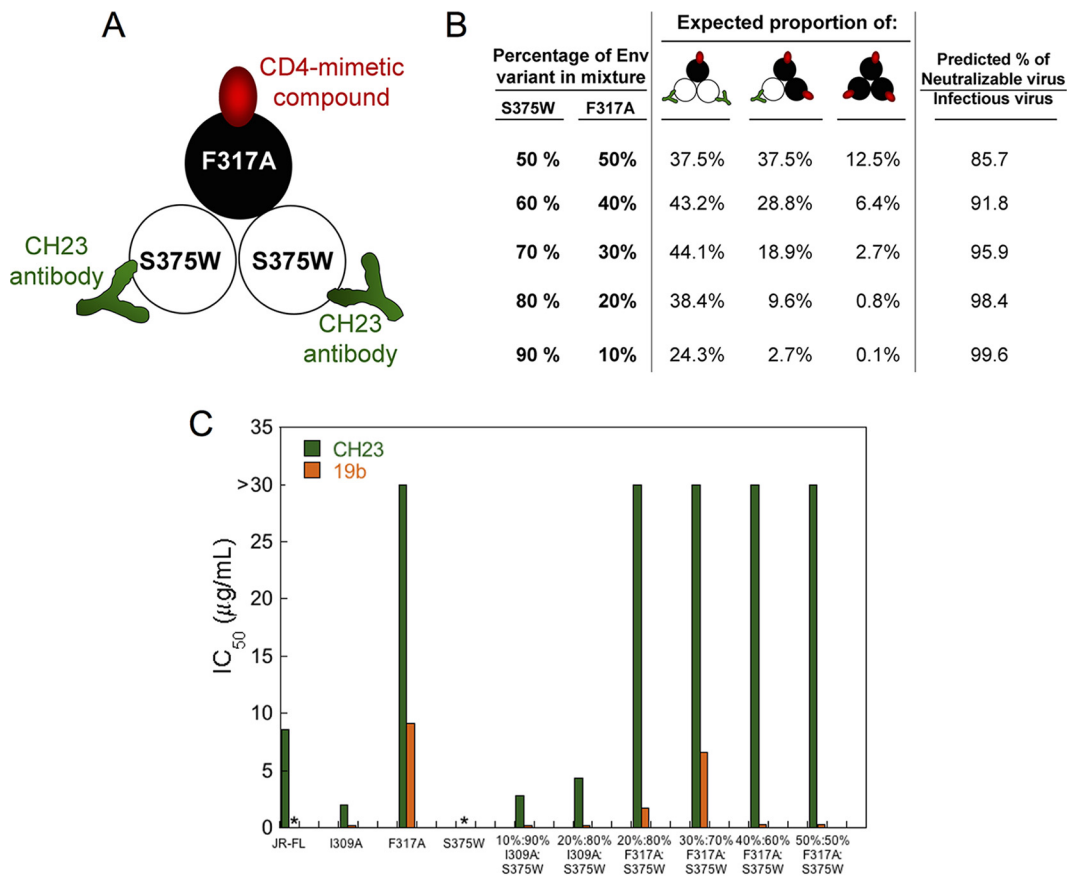 A
CD4-mimetic
compound
F317A
S375W
S375W
CH23
antibody
CH23
antibody
B
Expected proportion of:
Percentage of Env
variant in mixture
S375W F317A
Predicted % of
Neutralizable virus
Infectious virus
50 % 50% 37.5% 37.5% 12.5% 85.7
60 % 40% 43.2% 28.8% 6.4% 91.8
70 % 30% 44.1% 18.9% 2.7% 95.9
80 % 20% 38.4% 9.6% 0.8% 98.4
90 % 10% 24.3% 2.7% 0.1% 99.6
C
CH23
19b
35
>30
25
20
15
10
5
0
IC50 (µg/mL)
* *
JR-FL I309A F317A S375W 10%:90% 20%:80% 20%:80% 30%:70% 40%:60% 50%:50%
I309A: I309A: F317A: F317A: F317A: F317A:
S375W S375W S375W S375W S375W S375W